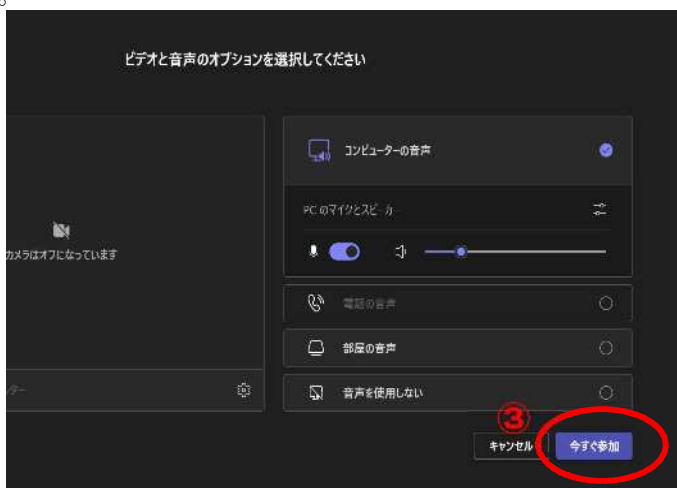 ビデオと音声のオプションを選択してください
コンピューターの音声
PC のマイクとスピーカー
カメラはオフになっています
電話の音声
部屋の音声
音声を使用しない
③
キャンセル
今すぐ参加